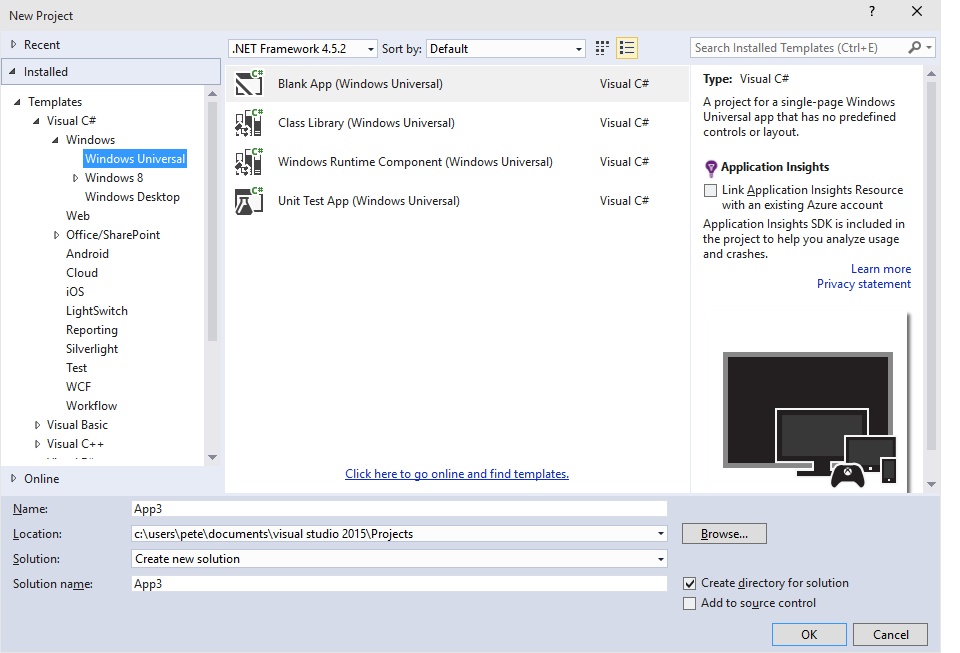 New Project
?
Recent
.NET Framework 4.5.2
Sort by:
Default
Search Installed Templates (Ctrl+E)
Installed
Templates
Visual C#
Windows
Windows Universal
Windows 8
Windows Desktop
Web
Office/SharePoint
Android
Cloud
iOS
LightSwitch
Reporting
Silverlight
Test
WCF
Workflow
Visual Basic
Visual C++
Online
C#
Blank App (Windows Universal)
Visual C#
C#
Class Library (Windows Universal)
Visual C#
C#
Windows Runtime Component (Windows Universal)
Visual C#
C#
Unit Test App (Windows Universal)
Visual C#
Click here to go online and find templates.
Type: Visual C#
A project for a single-page Windows
Universal app that has no predefined
controls or layout.
Application Insights
Link Application Insights Resource
with an existing Azure account
Application Insights SDK is included in
the project to help you analyze usage
and crashes.
Learn more
Privacy statement
Name:
App3
Location:
c:\users\pete\documents\visual studio 2015\Projects
Browse...
Solution:
Create new solution
Solution name:
App3
Create directory for solution
Add to source control
OK
Cancel